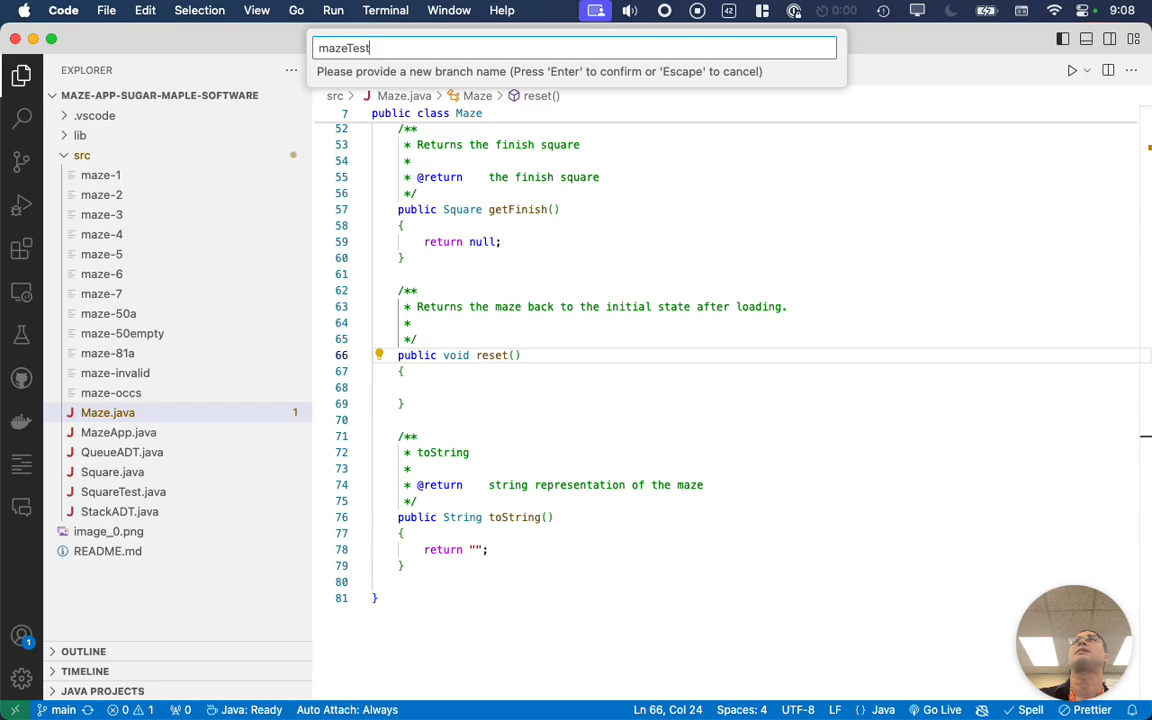 Code File Edit Selection View Go Run Terminal Window Help 42 0:00 9:08
mazeTest
Please provide a new branch name (Press 'Enter' to confirm or 'Escape' to cancel)
EXPLORER
MAZE-APP-SUGAR-MAPLE-SOFTWARE
.vscode
lib
src
maze-1
maze-2
maze-3
maze-4
maze-5
maze-6
maze-7
maze-50a
maze-50empty
maze-81a
maze-invalid
maze-occs
J Maze.java 1
J MazeApp.java
J QueueADT.java
J Square.java
J SquareTest.java
J StackADT.java
image_0.png
README.md
OUTLINE
TIMELINE
JAVA PROJECTS
1
src > J Maze.java > Maze > reset()
7 public class Maze
52 /**
53 * Returns the finish square
54 *
55 * @return the finish square
56 */
57 public Square getFinish()
58 {
59 return null;
60 }
61
62 /**
63 * Returns the maze back to the initial state after loading.
64 *
65 */
66 public void reset()
67 {
68
69 }
70
71 /**
72 * toString
73 *
74 * @return string representation of the maze
75 */
76 public String toString()
77 {
78 return "";
79 }
80
81 }
main 0 1 0 Java: Ready Auto Attach: Always Ln 66, Col 24 Spaces: 4 UTF-8 LF {} Java Go Live Spell Prettier